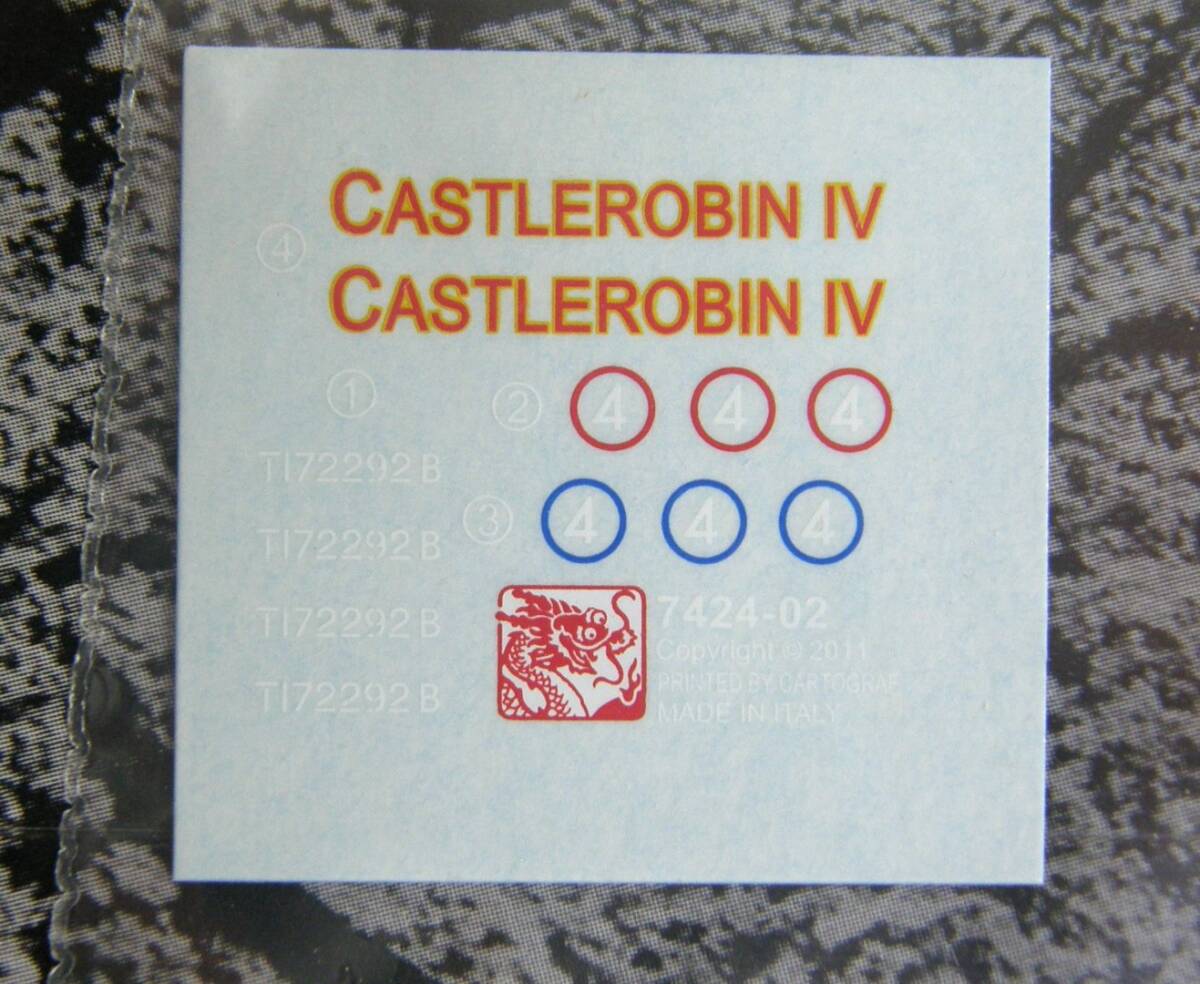 CASTLEROBIN IV
④
CASTLEROBIN IV
①
② 4 4 4
TI72292 B
③ 4 4 4
TI72292 B
TI72292 B
TI72292 B
7424-02
Copyright © 2011
PRINTED BY CARTOGRAF
MADE IN ITALY